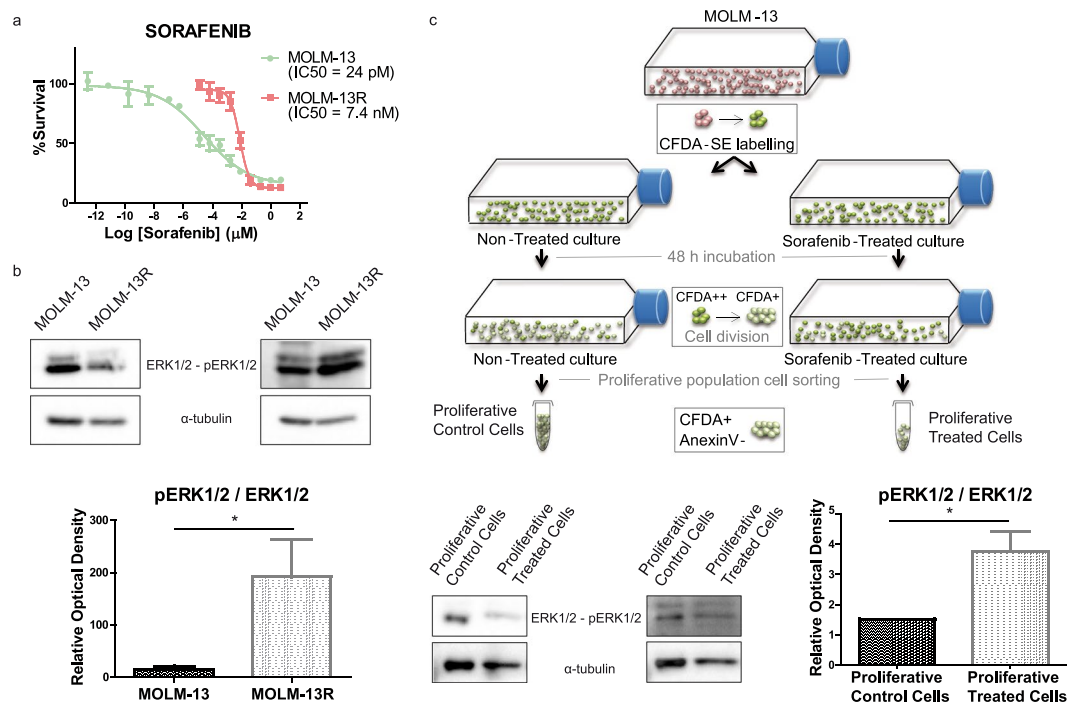 a
SORAFENIB
MOLM-13
(IC50 = 24 pM)
MOLM-13R
(IC50 = 7.4 nM)
%Survival
100
50
0
-12
-10
-8
-6
-4
-2
0
2
Log [Sorafenib] (μM)
b
MOLM-13
MOLM-13R
MOLM-13
MOLM-13R
ERK1/2 - pERK1/2
α-tubulin
pERK1/2 / ERK1/2
*
Relative Optical Density
300
200
100
0
MOLM-13
MOLM-13R
c
MOLM -13
CFDA-SE labelling
Non -Treated culture
Sorafenib-Treated culture
48 h incubation
CFDA++
CFDA+
Cell division
Non -Treated culture
Sorafenib -Treated culture
Proliferative population cell sorting
Proliferative
Control Cells
CFDA+
AnexinV-
Proliferative
Treated Cells
Proliferative
Control Cells
Proliferative
Treated Cells
Proliferative
Control Cells
Proliferative
Treated Cells
ERK1/2 - pERK1/2
α-tubulin
pERK1/2 / ERK1/2
*
Relative Optical Density
5
4
3
2
1
0
Proliferative
Control Cells
Proliferative
Treated Cells